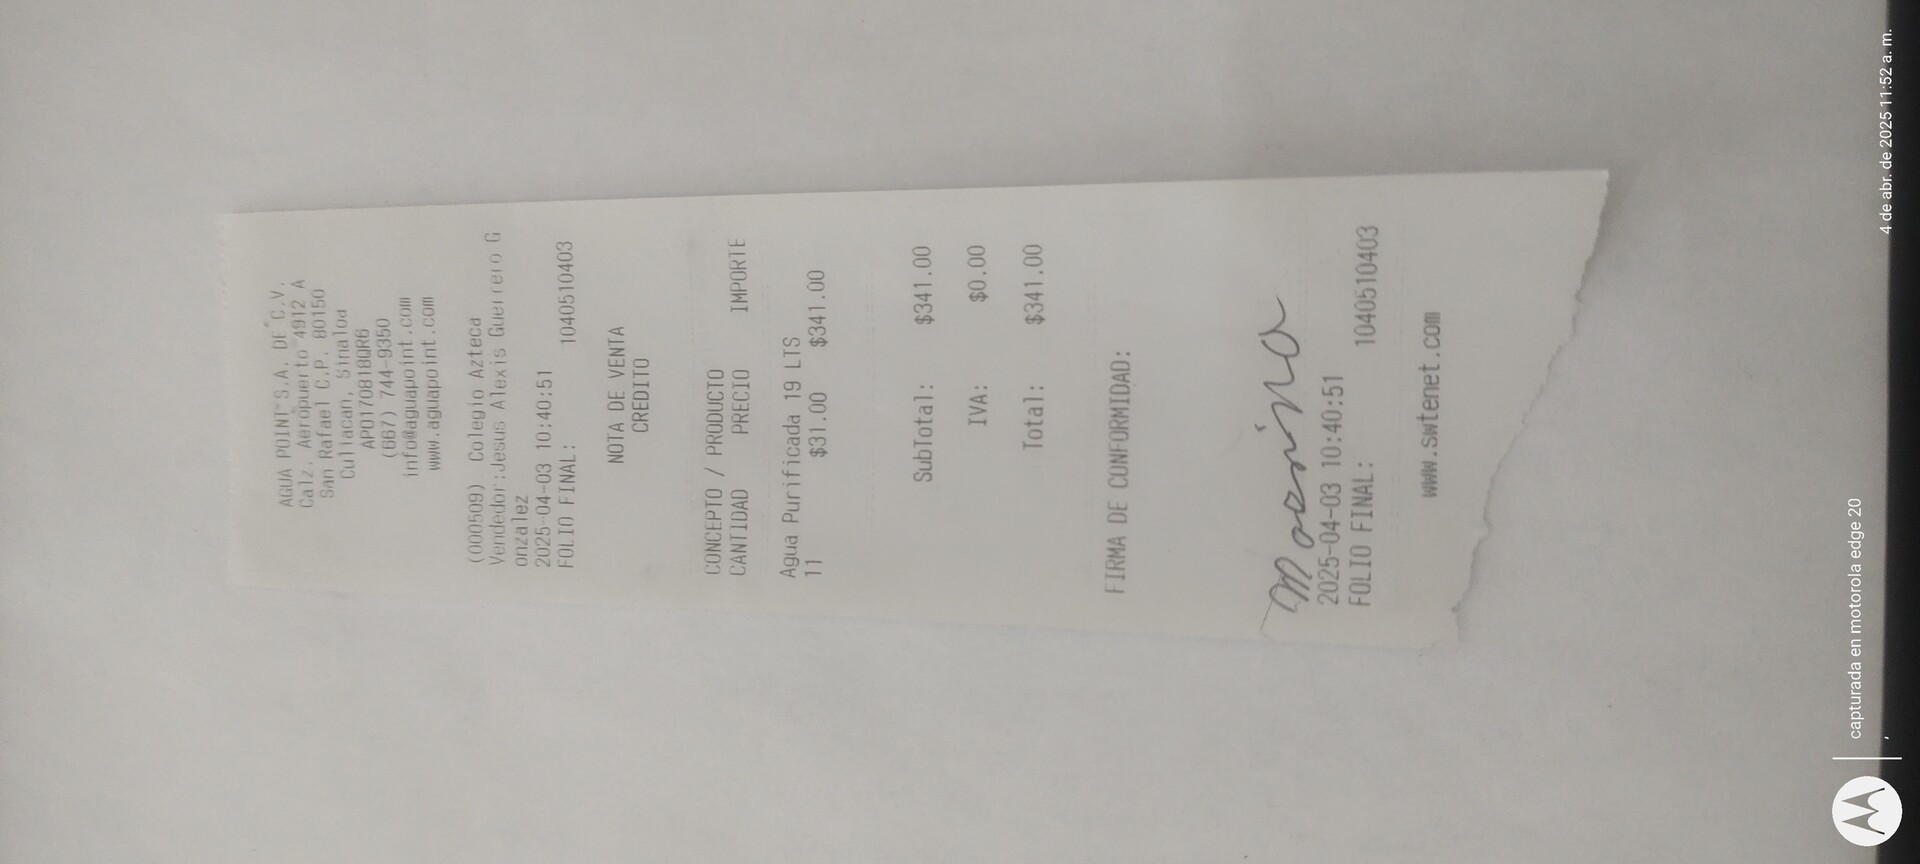 AGUA POINT S.A. DE C.V.
Calz. Aeropuerto 4912 A
San Rafael C.P. 80150
Culiacan, Sinaloa
APO170818QR6
(667) 744-9350
info@aguapoint.com
www.aguapoint.com
(000509) Colegio Azteca
Vendedor:Jesus Alexis Guerrero G
onzalez
2025-04-03 10:40:51
FOLIO FINAL: 1040510403
NOTA DE VENTA
CREDITO
CONCEPTO / PRODUCTO
CANTIDAD PRECIO IMPORTE
Agua Purificada 19 LTS
11 $31.00 $341.00
SubTotal: $341.00
IVA: $0.00
Total: $341.00
FIRMA DE CONFORMIDAD:
2025-04-03 10:40:51
FOLIO FINAL: 1040510403
www.swtenet.com
capturada en motorola edge 20
4 de abr. de 2025 11:52 a. m.